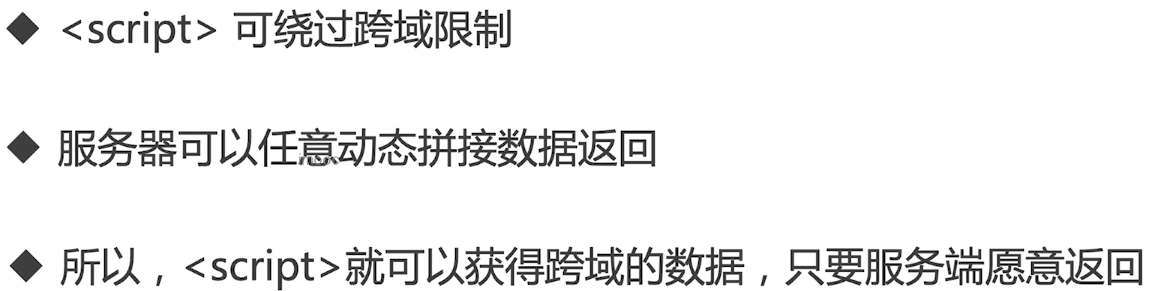 ◆ <script> 可绕过跨域限制
◆ 服务器可以任意动态拼接数据返回
◆ 所以，<script>就可以获得跨域的数据，只要服务端愿意返回